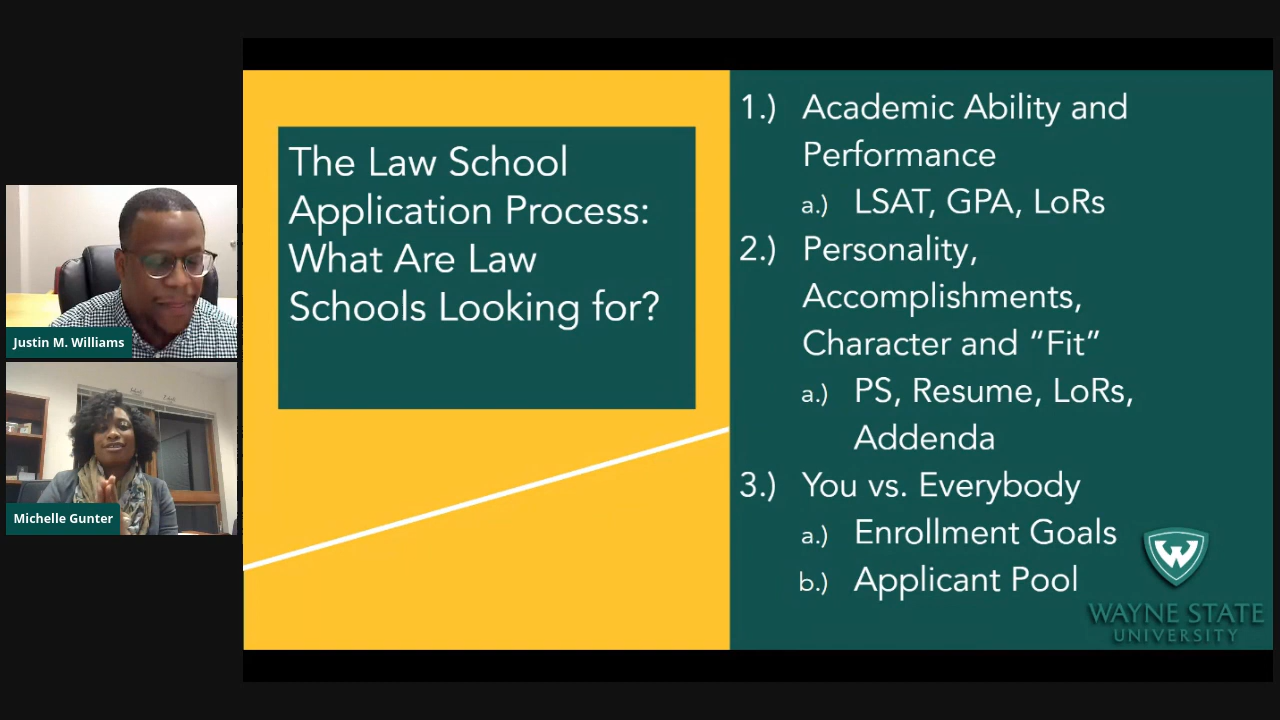 The Law School
Application Process:
What Are Law
Schools Looking for?
1.) Academic Ability and
Performance
a.) LSAT, GPA, LoRs
2.) Personality,
Accomplishments,
Character and “Fit”
a.) PS, Resume, LoRs,
Addenda
3.) You vs. Everybody
a.) Enrollment Goals
b.) Applicant Pool
W
WAYNE STATE
UNIVERSITY
Justin M. Williams
Michelle Gunter